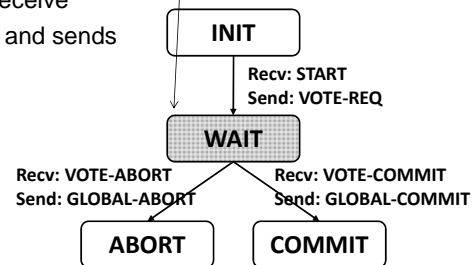 eceive
and sends
INIT
Recv: START
Send: VOTE-REQ
WAIT
Recv: VOTE-ABORT
Send: GLOBAL-ABORT
Recv: VOTE-COMMIT
Send: GLOBAL-COMMIT
ABORT
COMMIT